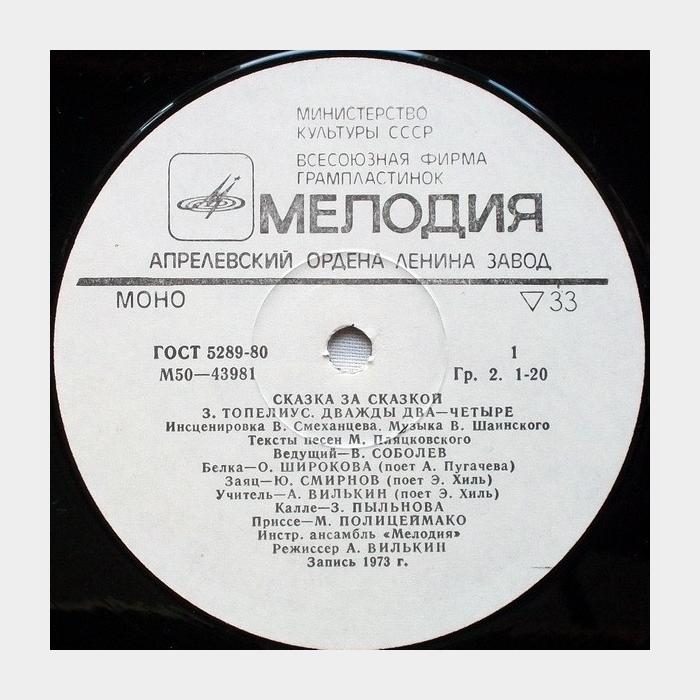 МИНИСТЕРСТВО
КУЛЬТУРЫ СССР
ВСЕСОЮЗНАЯ ФИРМА
ГРАМПЛАСТИНОК
МЕЛОДИЯ
АПРЕЛЕВСКИЙ ОРДЕНА ЛЕНИНА ЗАВОД
МОНО ▽33
ГОСТ 5289-80 1
М50—43981 Гр. 2. 1-20
СКАЗКА ЗА СКАЗКОЙ
З. ТОПЕЛИУС. ДВАЖДЫ ДВА—ЧЕТЫРЕ
Инсценировка В. Смеханцева. Музыка В. Шаинского
Тексты песен М. Пляцковского
Ведущий—В. СОБОЛЕВ
Белка—О. ШИРОКОВА (поет А. Пугачева)
Заяц—Ю. СМИРНОВ (поет Э. Хиль)
Учитель—А. ВИЛЬКИН (поет Э. Хиль)
Калле—З. ПЫЛЬНОВА
Приссе—М. ПОЛИЦЕЙМАКО
Инстр. ансамбль «Мелодия»
Режиссер А. ВИЛЬКИН
Запись 1973 г.